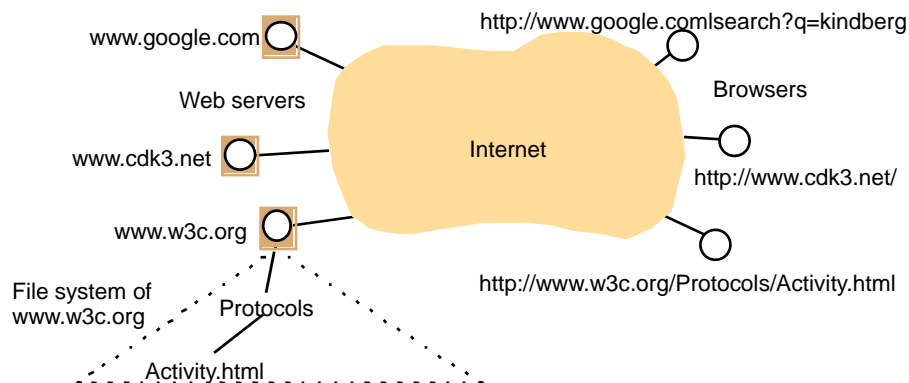 http://www.google.comlsearch?q=kindberg
www.google.com
Browsers
Web servers
Internet
www.cdk3.net
http://www.cdk3.net/
www.w3c.org
http://www.w3c.org/Protocols/Activity.html
File system of
www.w3c.org
Protocols
Activity.html